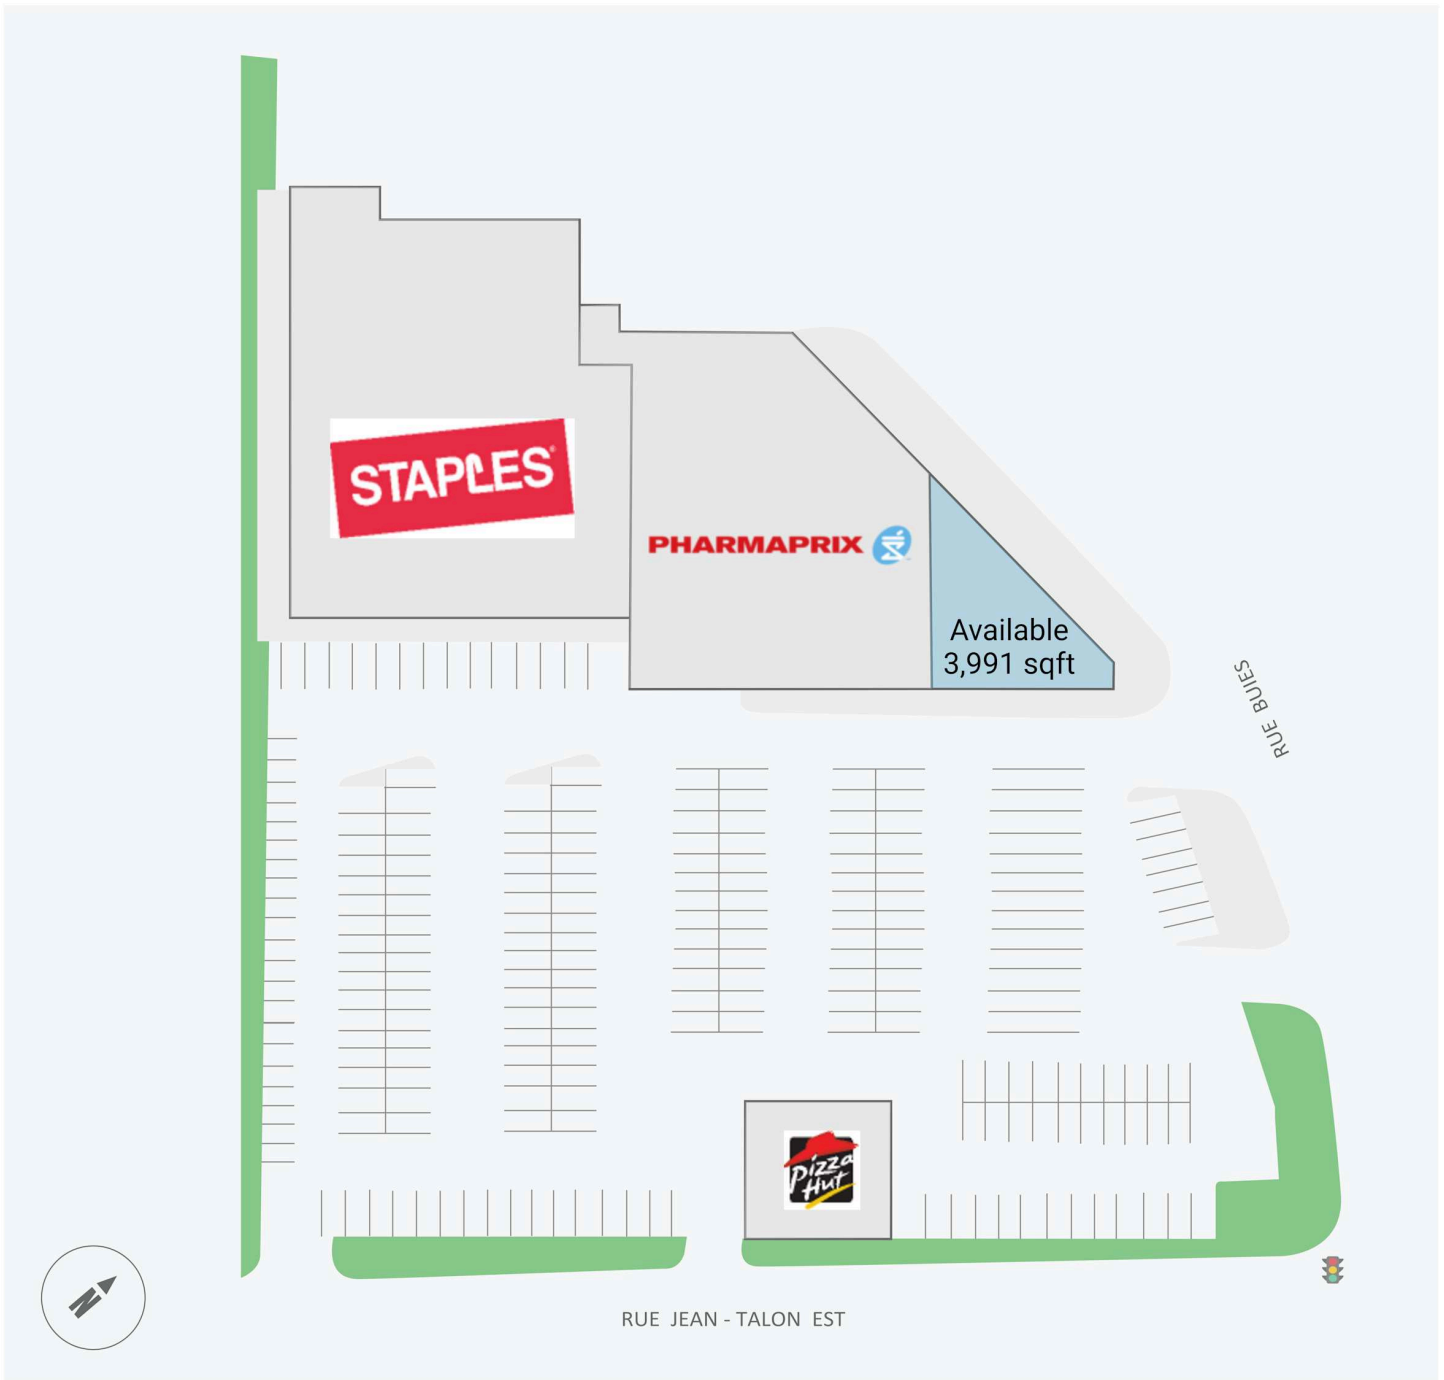 STAPLES
PHARMAPRIX
Available
3,991 sqft
RUE BUIES
Pizza
Hut
N
RUE JEAN - TALON EST